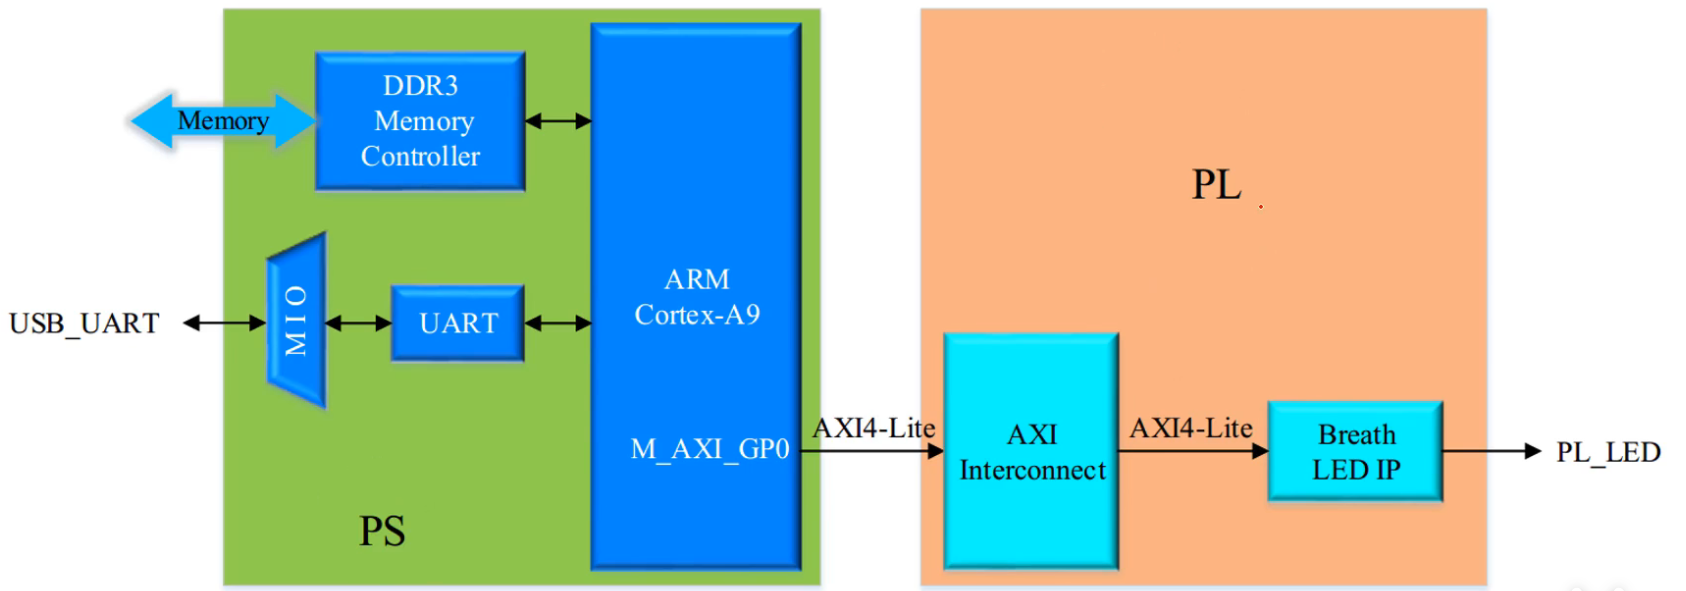 DDR3
Memory
Controller
Memory
ARM
Cortex-A9
USB_UART
MIO
UART
M_AXI_GP0
PS
PL
AXI4-Lite
AXI
Interconnect
AXI4-Lite
Breath
LED IP
PL_LED